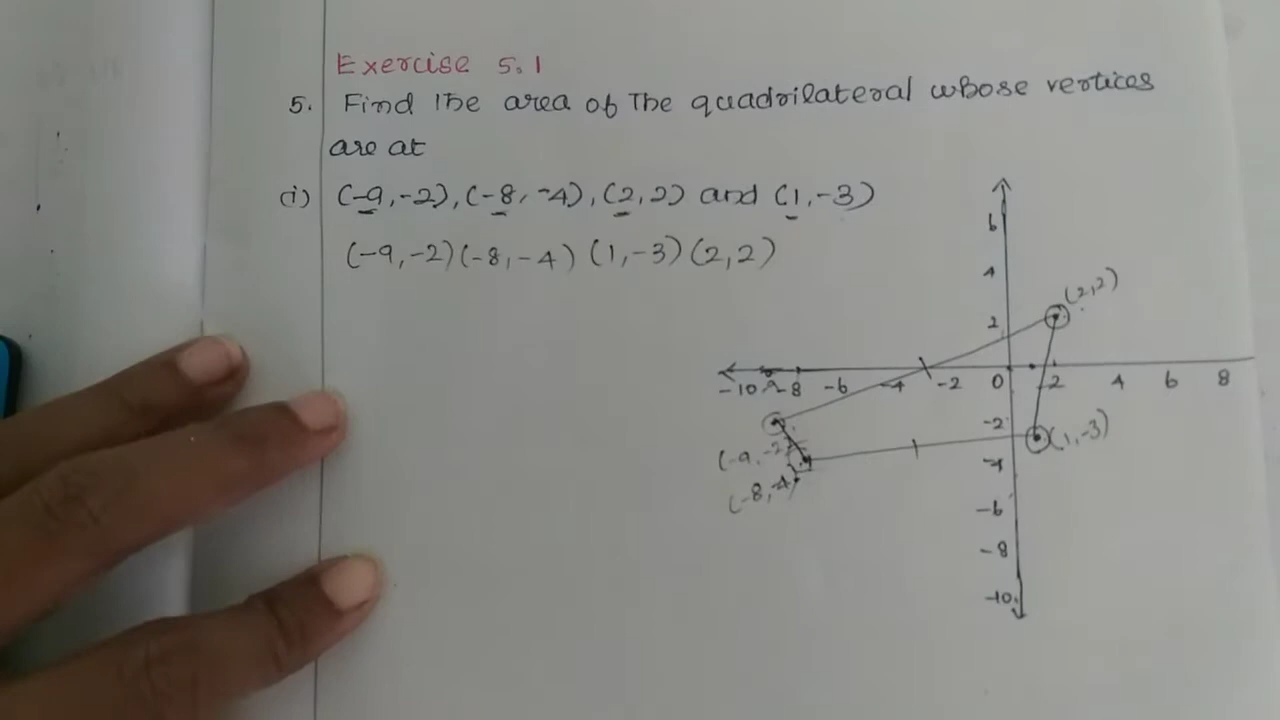 Exercise 5.1
5. Find the area of The quadrilateral whose vertices
are at
(i) (-9,-2), (-8,-4), (2,2) and (1,-3)
(-9,-2) (-8,-4) (1,-3) (2,2)
6
4
(2,2)
2
-10 -8 -6 -4 -2 0 2 4 6 8
-2
(1,-3)
(-9,-2)
-4
(-8,-4)
-6
-8
-10